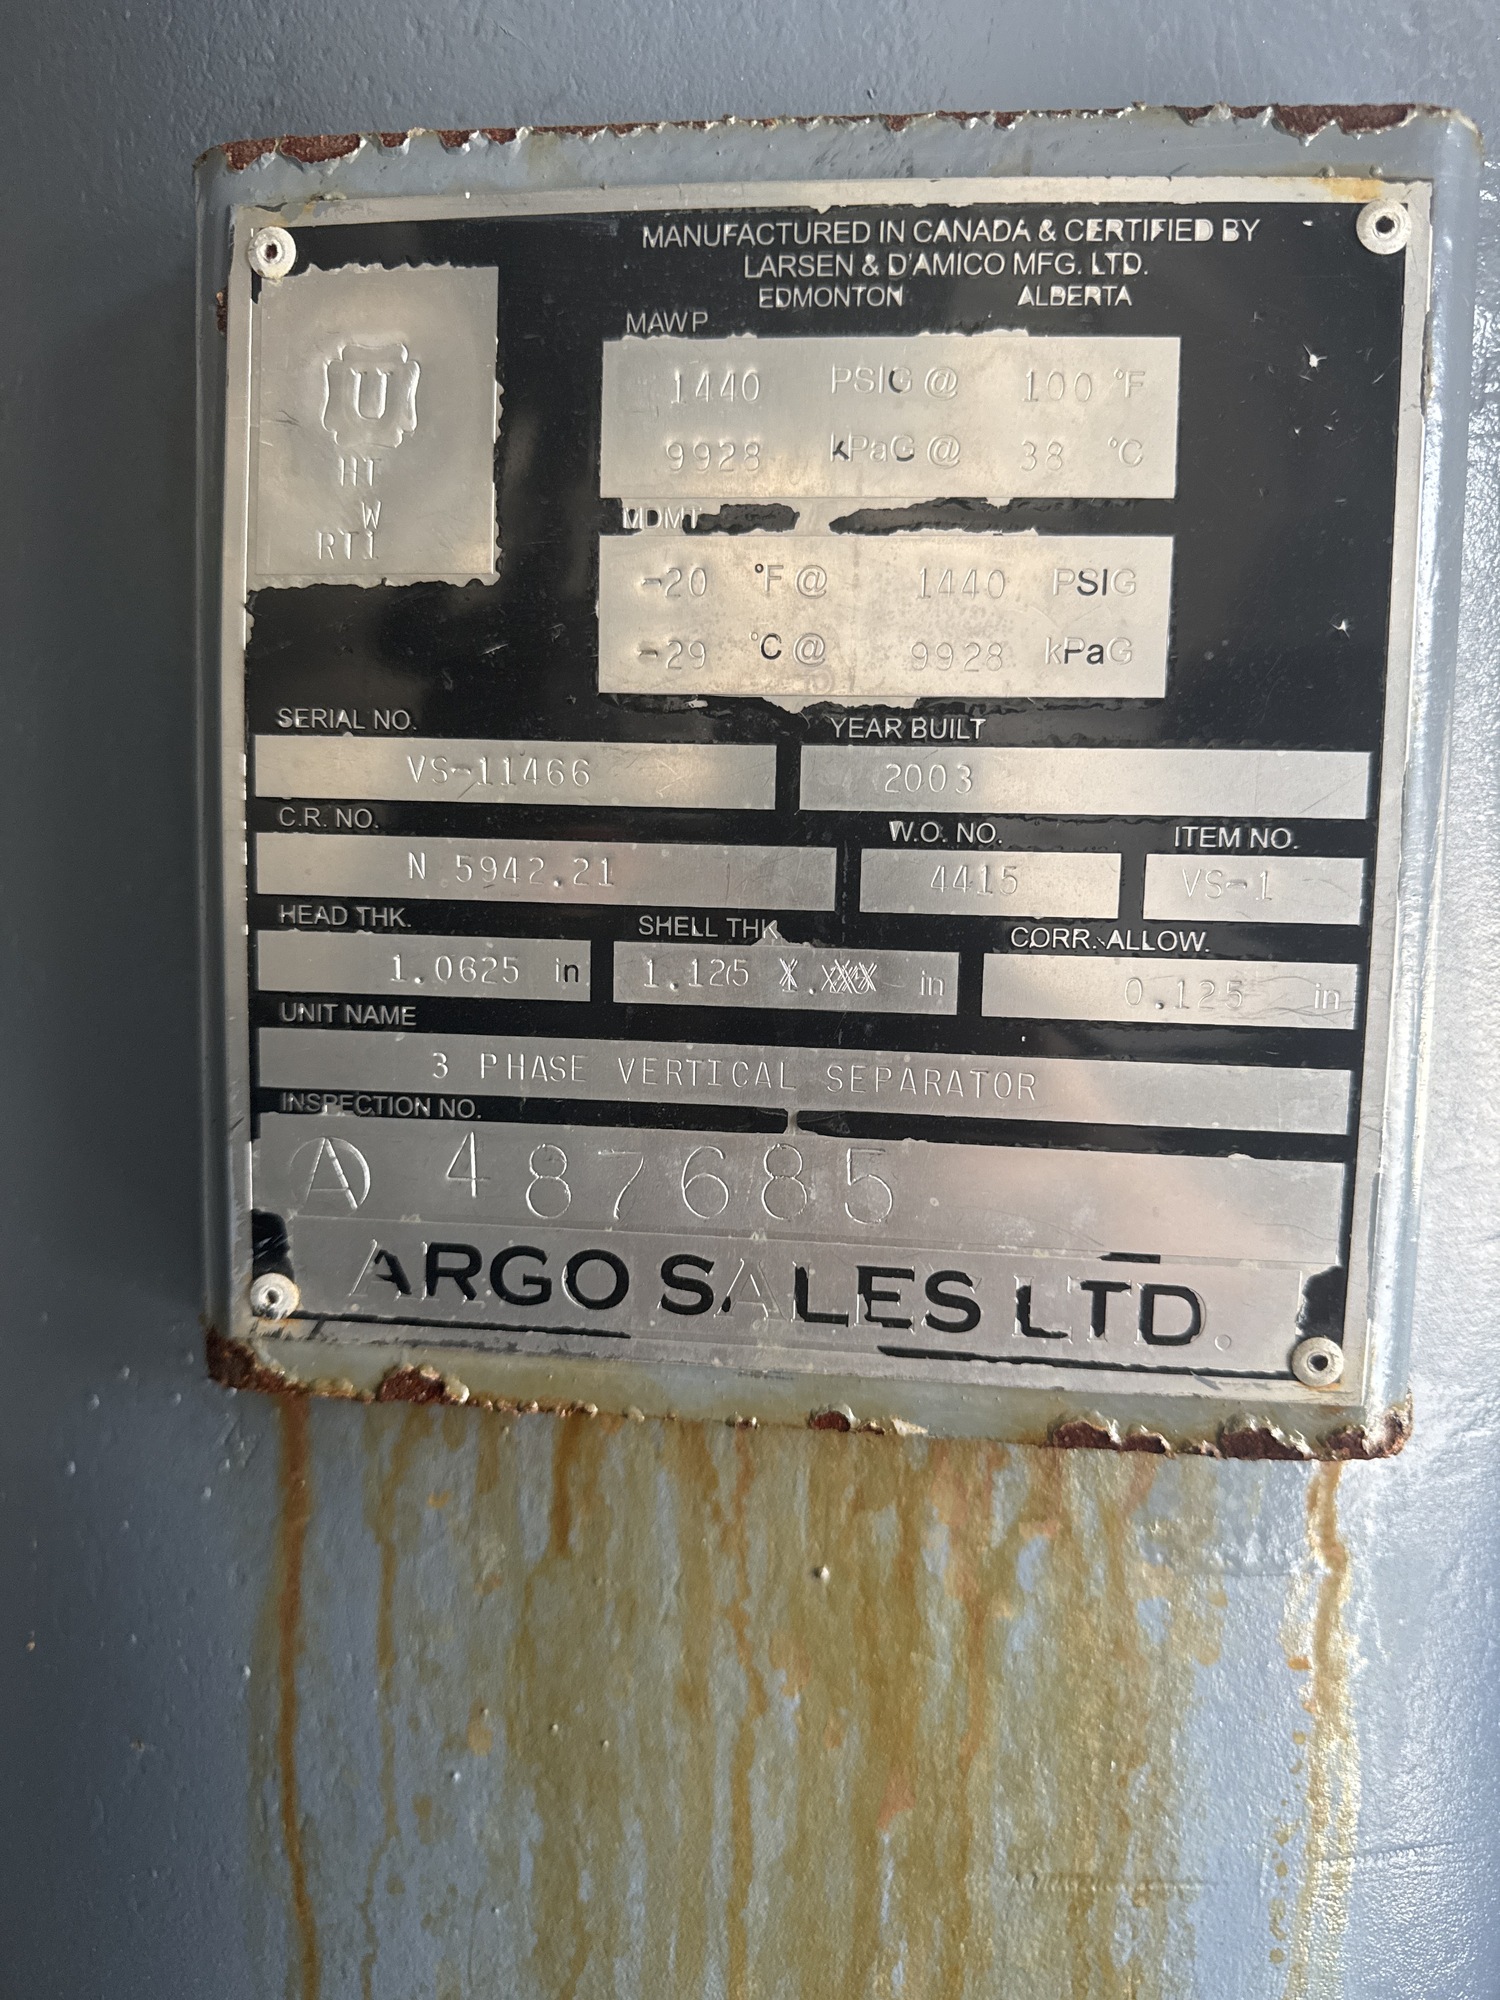 MANUFACTURED IN CANADA & CERTIFIED BY
LARSEN & D'AMICO MFG. LTD.
EDMONTON ALBERTA
U
HT
W
RT1
MAWP
1440 PSIG @ 100 °F
9928 kPaG @ 38 °C
MDMT
-20 °F @ 1440 PSIG
-29 °C @ 9928 kPaG
SERIAL NO. YEAR BUILT
VS-11466 2003
C.R. NO. W.O. NO. ITEM NO.
N 5942.21 4415 VS-1
HEAD THK. SHELL THK. CORR. ALLOW.
1.0625 in 1.125 in 0.125 in
UNIT NAME
3 PHASE VERTICAL SEPARATOR
INSPECTION NO.
A 487685
ARGO SALES LTD.